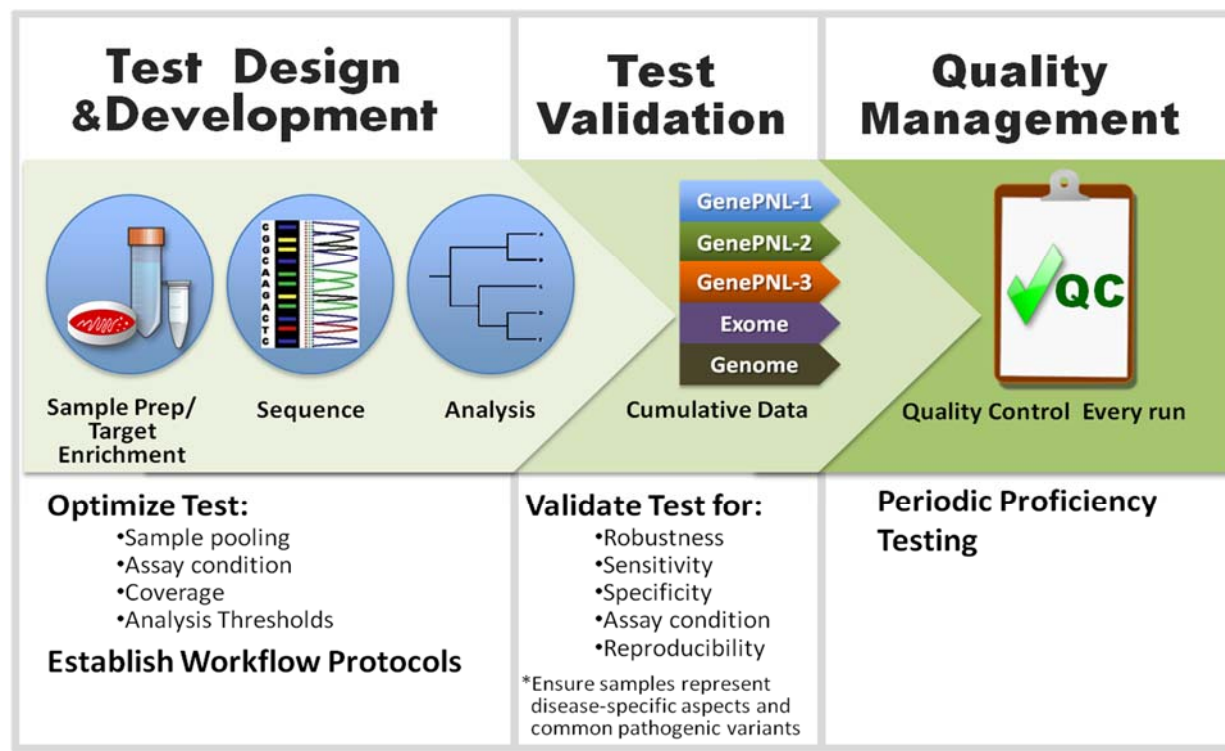 Test Design
&Development
Test
Validation
Quality
Management
C
G
G
C
A
A
G
A
C
T
C
GenePNL-1
GenePNL-2
GenePNL-3
Exome
Genome
QC
Sample Prep/
Target
Enrichment
Sequence
Analysis
Cumulative Data
Quality Control Every run
Optimize Test:
•Sample pooling
•Assay condition
•Coverage
•Analysis Thresholds
Establish Workflow Protocols
Validate Test for:
•Robustness
•Sensitivity
•Specificity
•Assay condition
•Reproducibility
*Ensure samples represent
disease-specific aspects and
common pathogenic variants
Periodic Proficiency
Testing